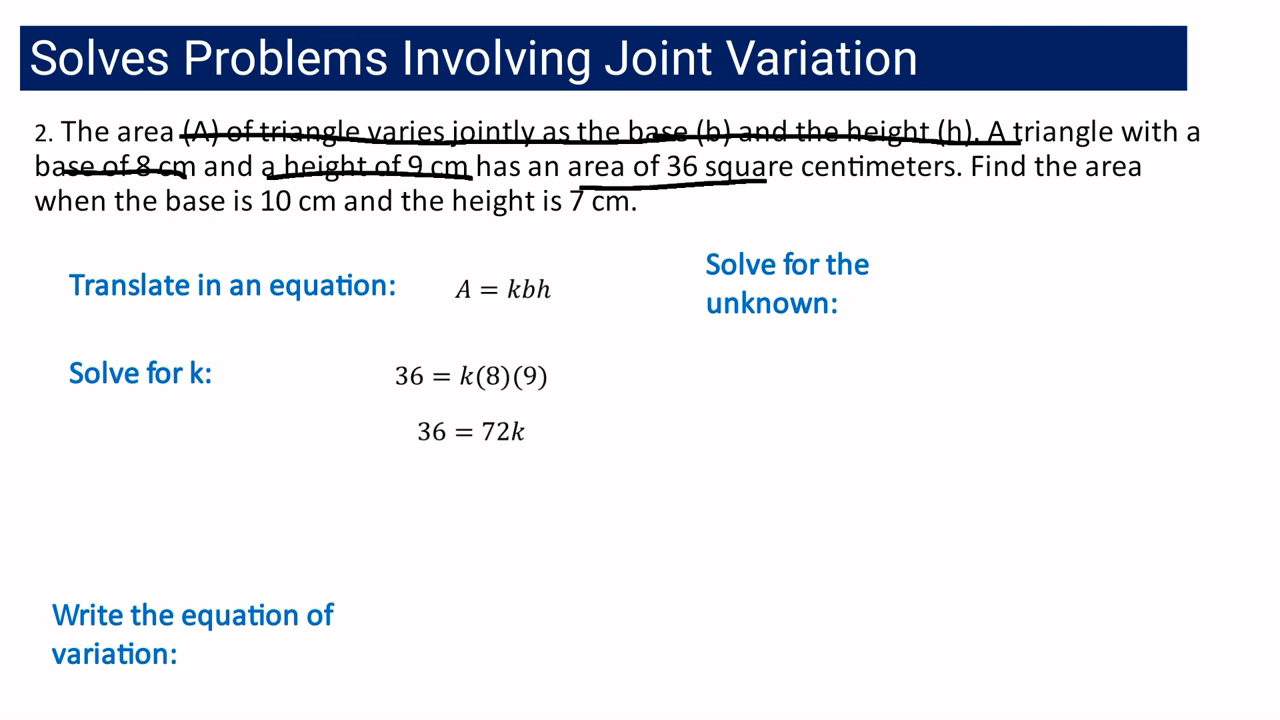 Solves Problems Involving Joint Variation
2. The area (A) of triangle varies jointly as the base (b) and the height (h). A triangle with a
base of 8 cm and a height of 9 cm has an area of 36 square centimeters. Find the area
when the base is 10 cm and the height is 7 cm.
Translate in an equation: A = kbh
Solve for the
unknown:
Solve for k: 36 = k(8)(9)
36 = 72k
Write the equation of
variation: